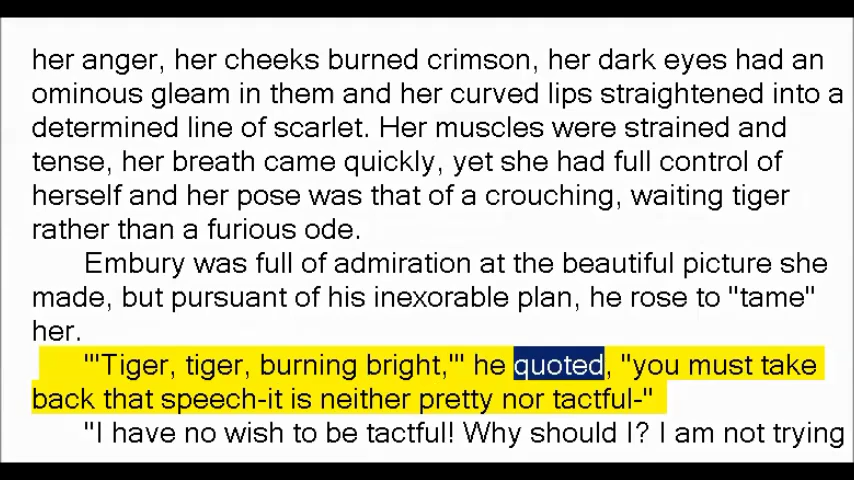 her anger, her cheeks burned crimson, her dark eyes had an
ominous gleam in them and her curved lips straightened into a
determined line of scarlet. Her muscles were strained and
tense, her breath came quickly, yet she had full control of
herself and her pose was that of a crouching, waiting tiger
rather than a furious ode.
Embury was full of admiration at the beautiful picture she
made, but pursuant of his inexorable plan, he rose to "tame"
her.
"'Tiger, tiger, burning bright,'" he quoted, "you must take
back that speech-it is neither pretty nor tactful-"
"I have no wish to be tactful! Why should I? I am not trying